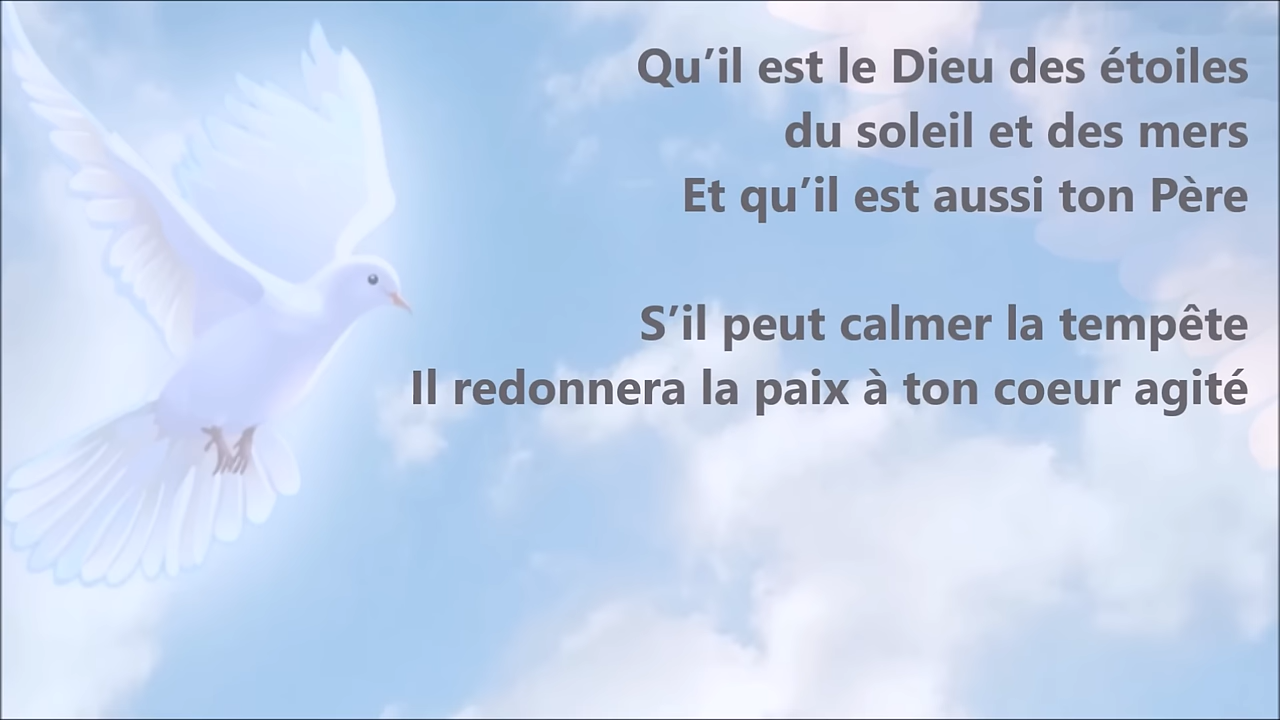 Qu’il est le Dieu des étoiles
du soleil et des mers
Et qu’il est aussi ton Père
S’il peut calmer la tempête
Il redonnera la paix à ton coeur agité